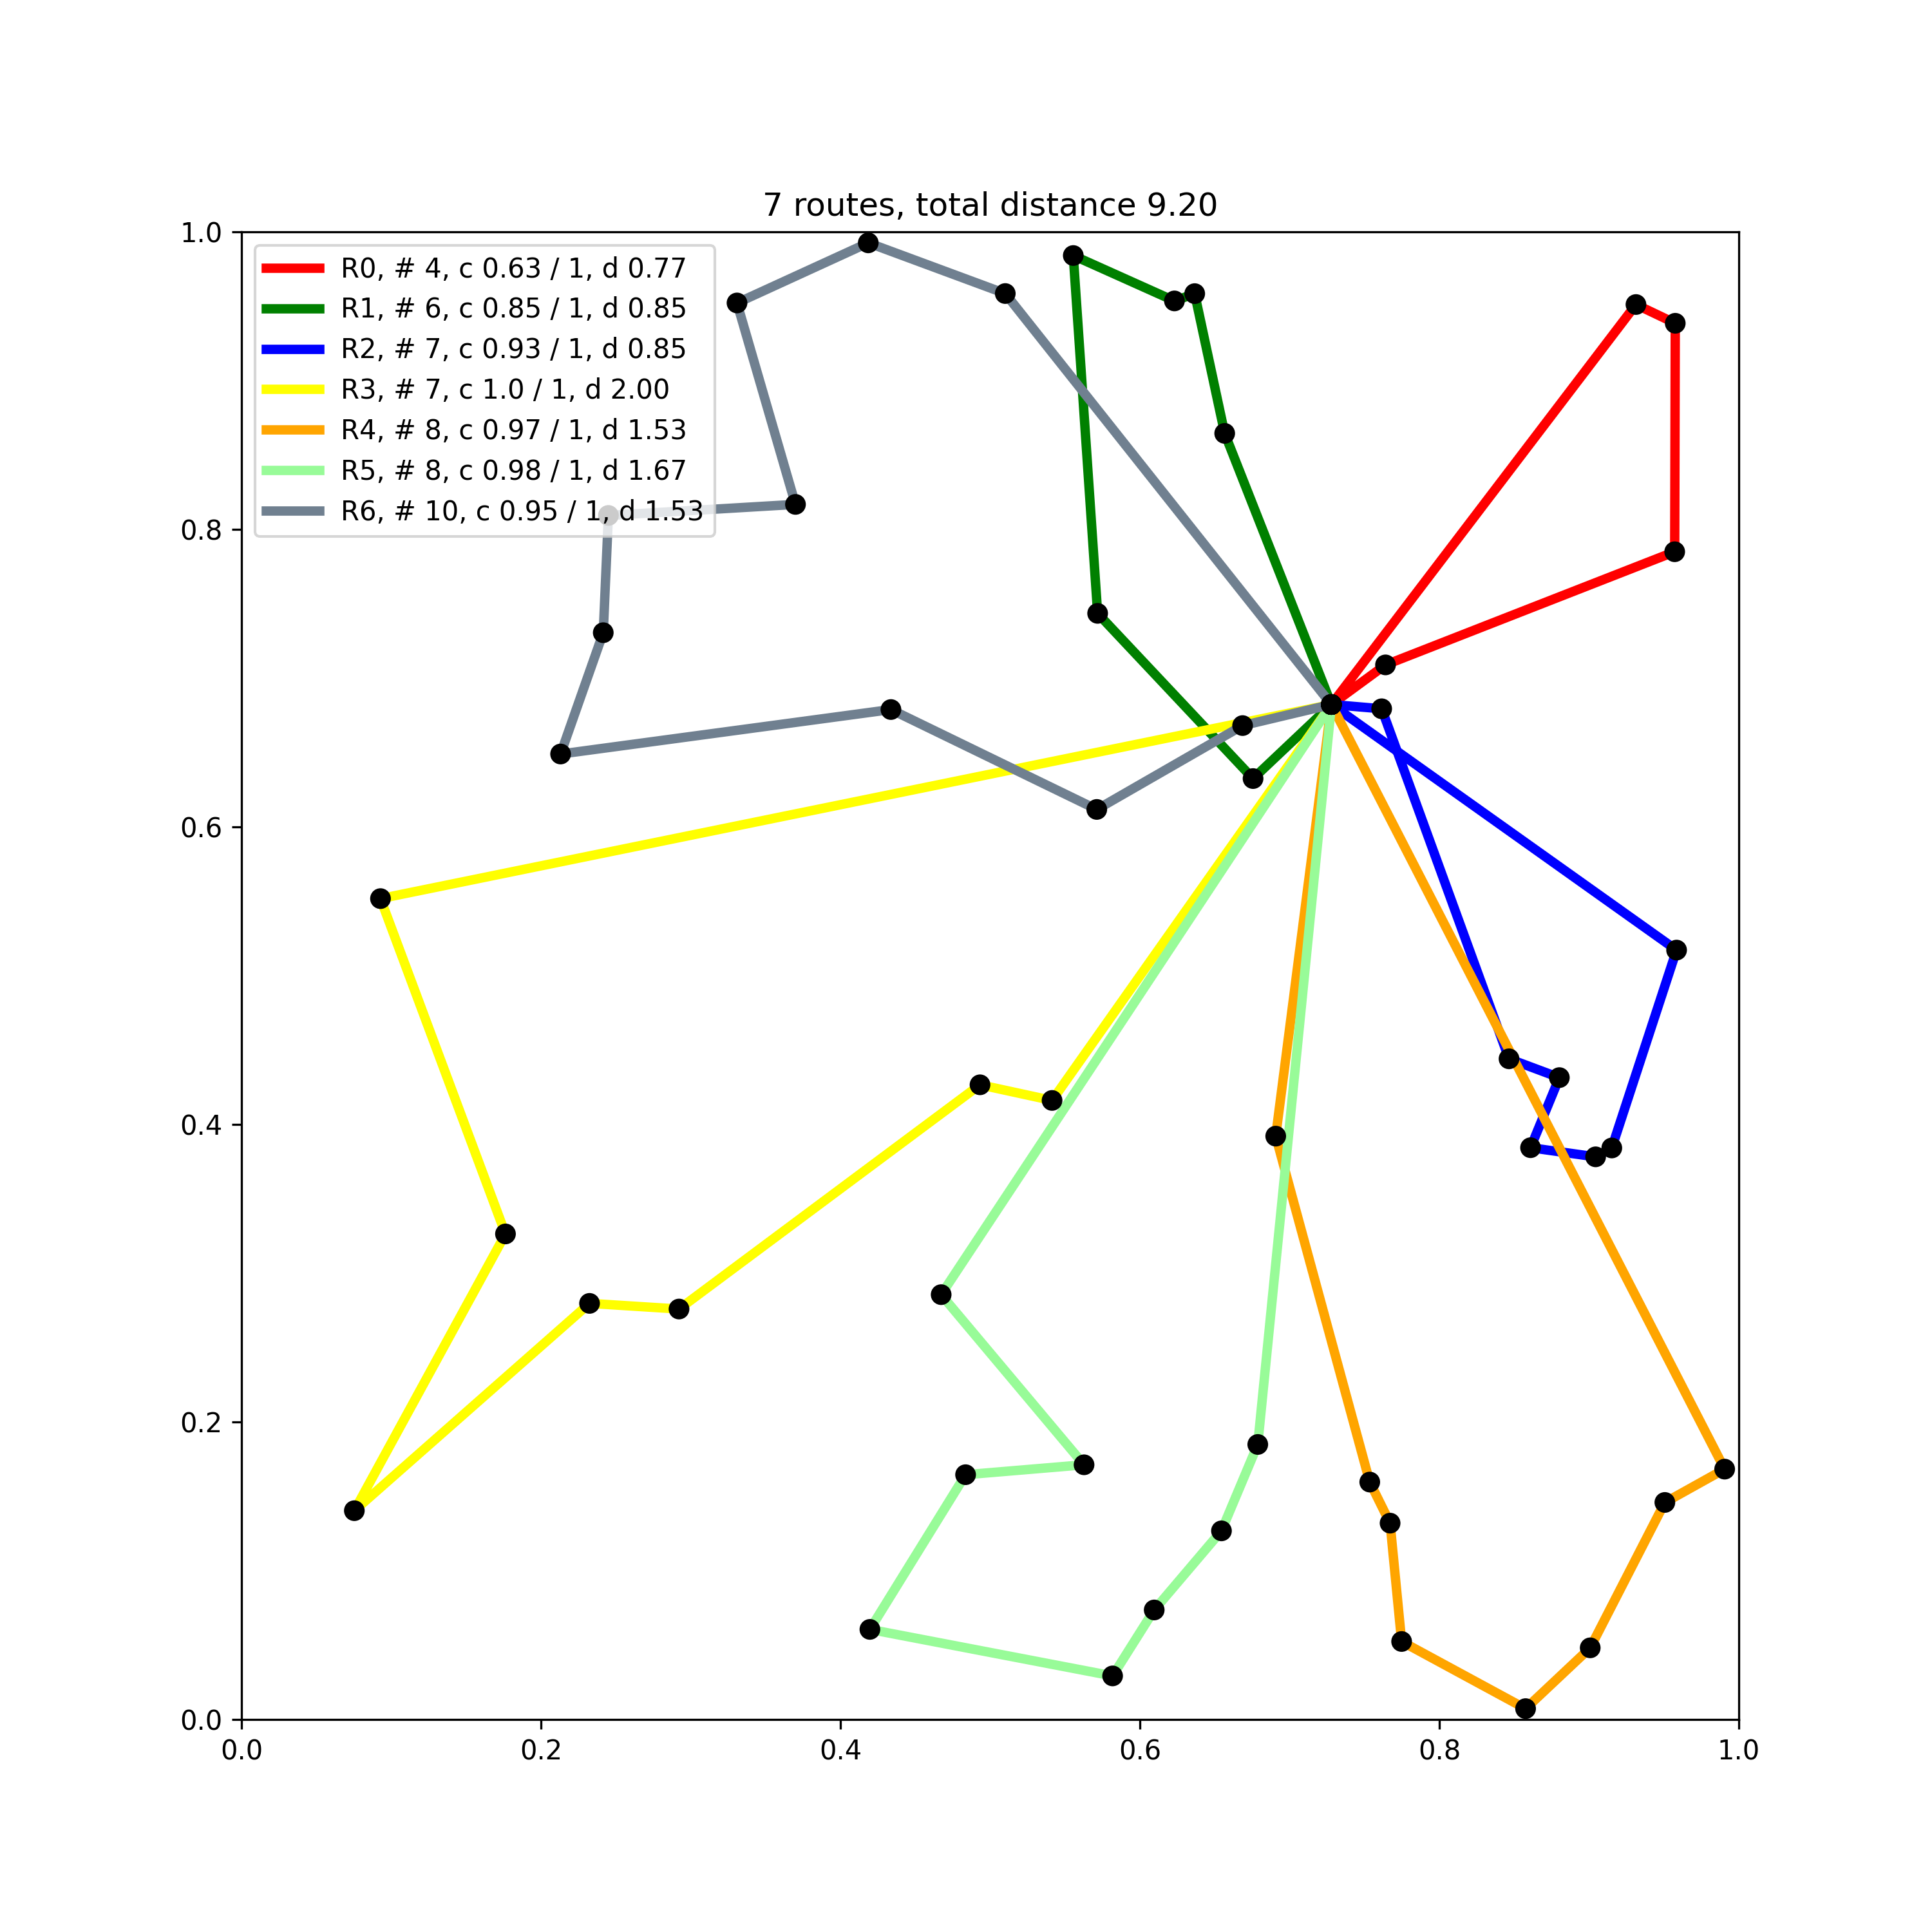 7 routes, total distance 9.20
1.0
0.8
0.6
0.4
0.2
0.0
R0, # 4, c 0.63 / 1, d 0.77
R1, # 6, c 0.85 / 1, d 0.85
R2, # 7, c 0.93 / 1, d 0.85
R3, # 7, c 1.0 / 1, d 2.00
R4, # 8, c 0.97 / 1, d 1.53
R5, # 8, c 0.98 / 1, d 1.67
R6, # 10, c 0.95 / 1, d 1.53
0.0 0.2 0.4 0.6 0.8 1.0